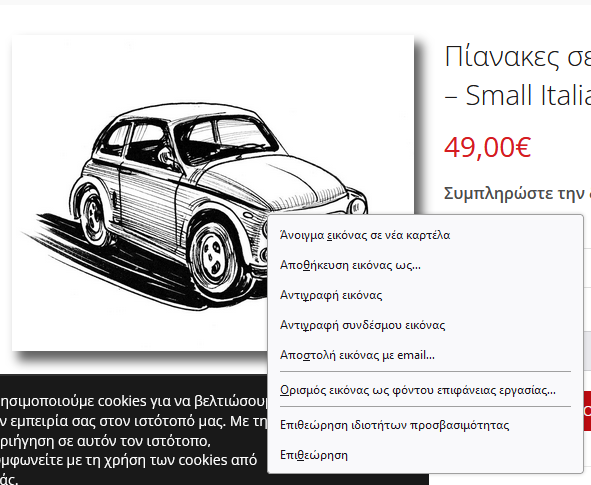 Πίανακες σε
– Small Italia
49,00€
Συμπληρώστε την
Άνοιγμα εικόνας σε νέα καρτέλα
Αποθήκευση εικόνας ως...
Αντιγραφή εικόνας
Αντιγραφή συνδέσμου εικόνας
Αποστολή εικόνας με email...
Ορισμός εικόνας ως φόντου επιφάνειας εργασίας...
Επιθεώρηση ιδιοτήτων προσβασιμότητας
Επιθεώρηση
ησιμοποιούμε cookies για να βελτιώσουμ
ν εμπειρία σας στον ιστότοπό μας. Με τη
ριήγηση σε αυτόν τον ιστότοπο,
μφωνείτε με τη χρήση των cookies από
άς.